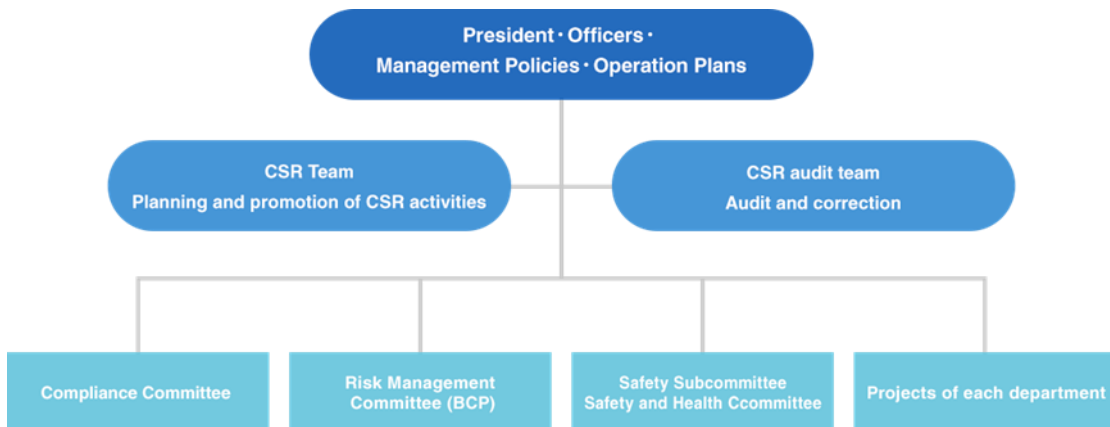 President・Officers・
Management Policies・Operation Plans
CSR Team
Planning and promotion of CSR activities
CSR audit team
Audit and correction
Compliance Committee
Risk Management
Committee (BCP)
Safety Subcommittee
Safety and Health Ccommittee
Projects of each department